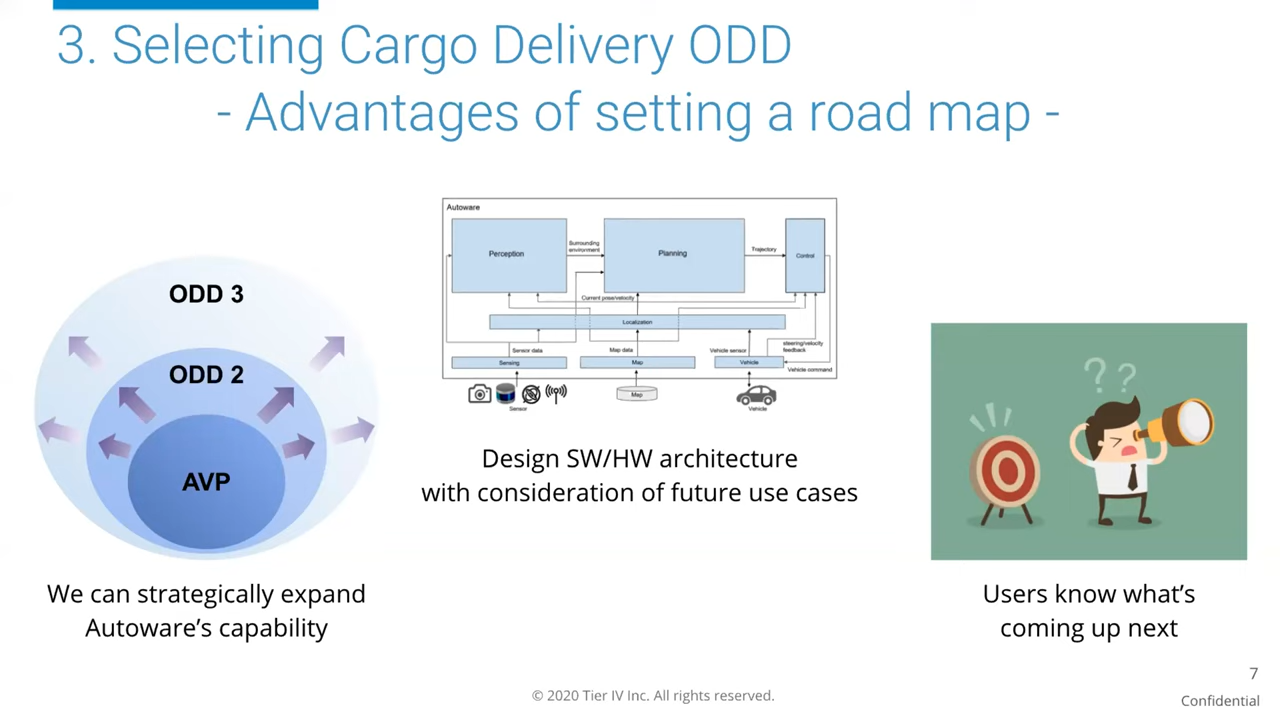 3. Selecting Cargo Delivery ODD
- Advantages of setting a road map -
ODD 3
ODD 2
AVP
We can strategically expand
Autoware's capability
Autoware
Perception
Surrounding
environment
Planning
Trajectory
Control
Current pose/velocity
Localization
Sensor data
Map data
Vehicle sensor
steering/velocity
feedback
Sensing
Map
Vehicle
Vehicle command
Sensor
Map
Vehicle
Design SW/HW architecture
with consideration of future use cases
? ?
Users know what's
coming up next
7
© 2020 Tier IV Inc. All rights reserved.
Confidential